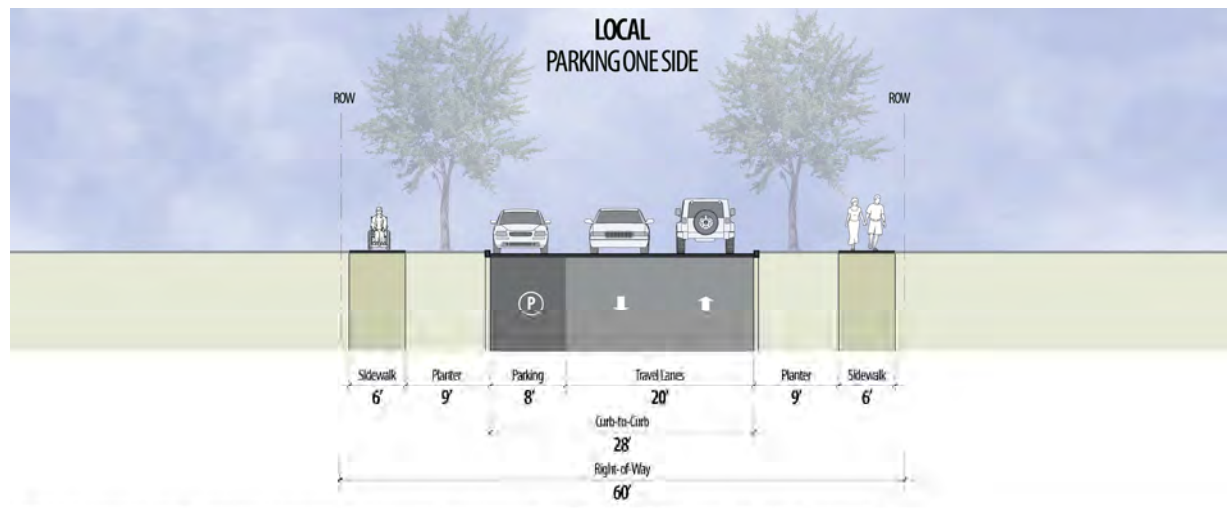 LOCAL
PARKING ONE SIDE
ROW
ROW
P
Sidewalk
6’
Planter
9’
Parking
8’
Travel Lanes
20’
Planter
9’
Sidewalk
6’
Curb-to-Curb
28’
Right-of-Way
60’